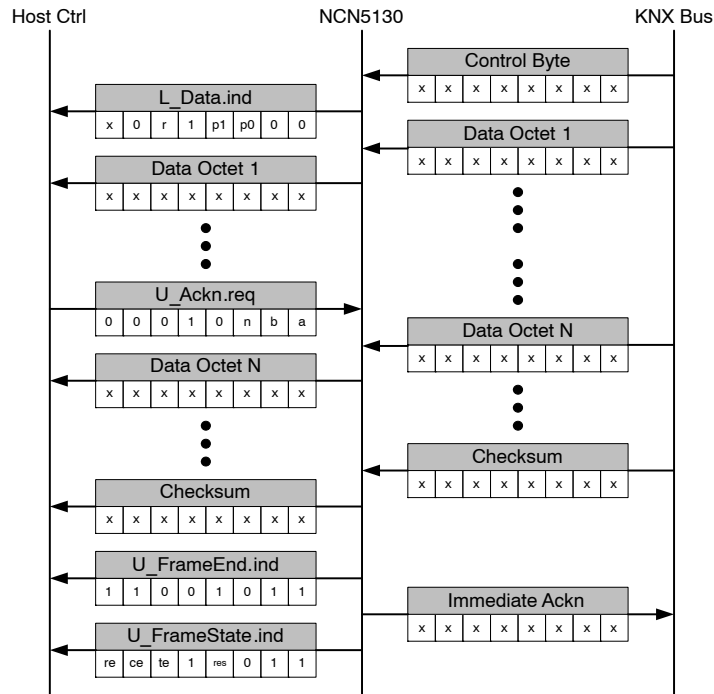 Host Ctrl NCN5130 KNX Bus
Control Byte
x x x x x x x x
L_Data.ind
x 0 r 1 p1 p0 0 0
Data Octet 1
x x x x x x x x
Data Octet 1
x x x x x x x x
U_Ackn.req
0 0 0 1 0 n b a
Data Octet N
x x x x x x x x
Data Octet N
x x x x x x x x
Checksum
x x x x x x x x
Checksum
x x x x x x x x
U_FrameEnd.ind
1 1 0 0 1 0 1 1
Immediate Ackn
x x x x x x x x
U_FrameState.ind
re ce te 1 res 0 1 1